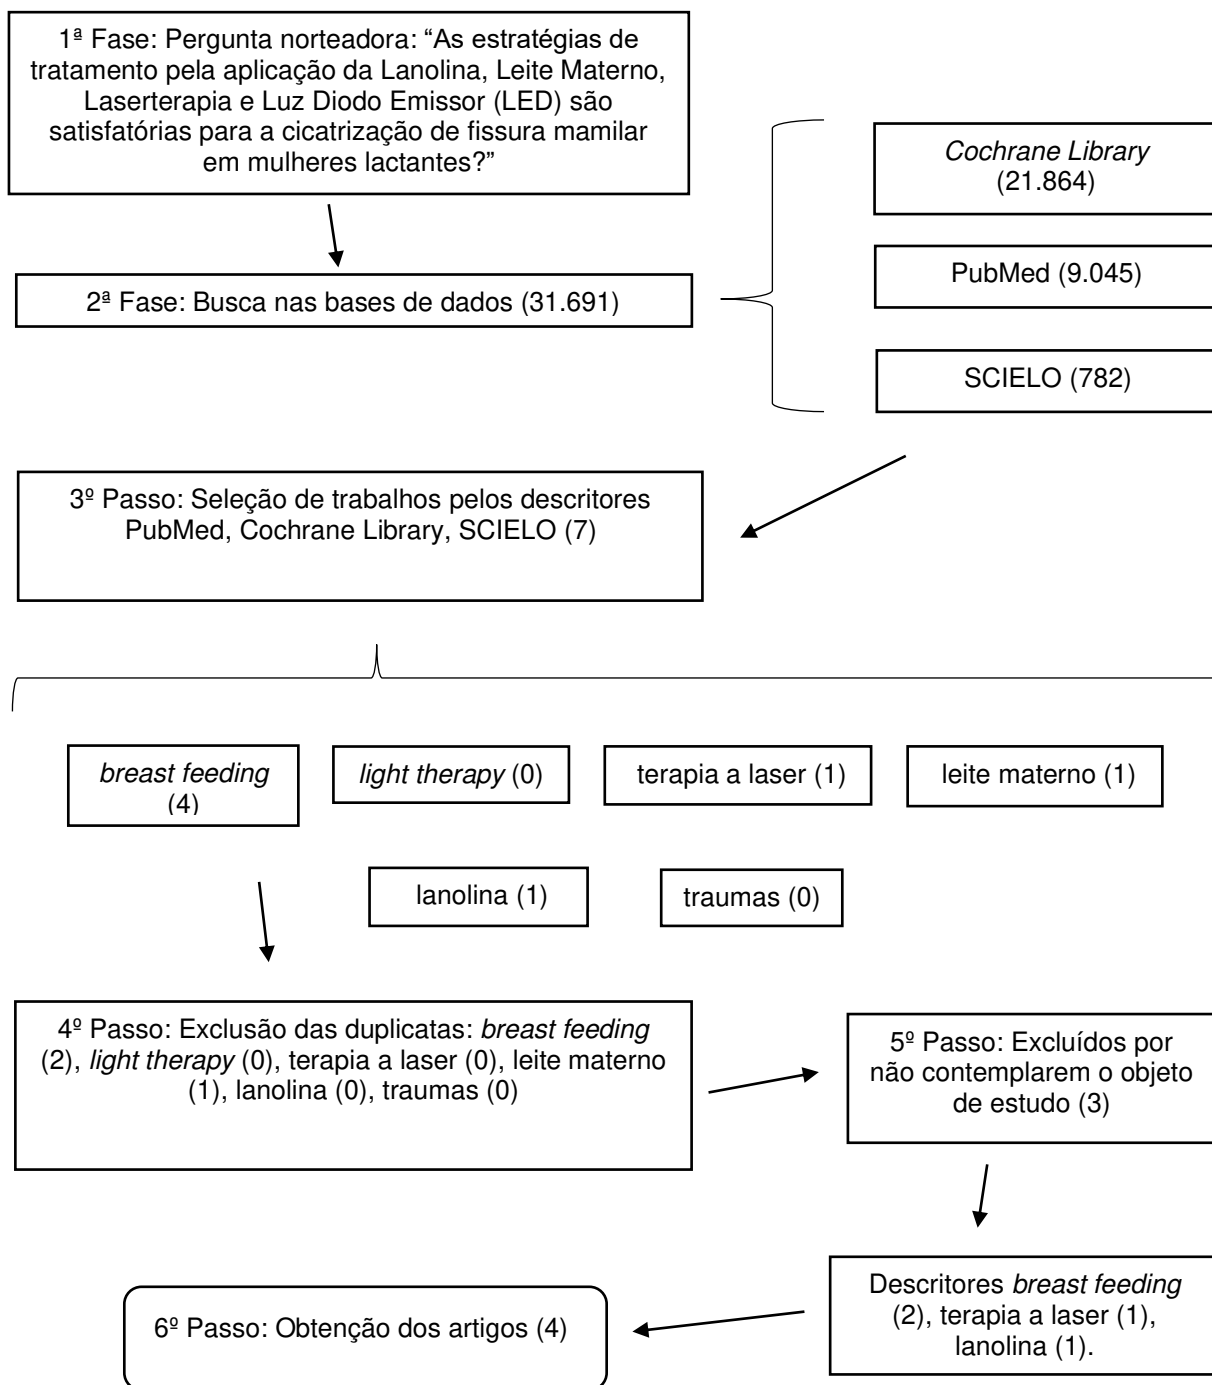 1ª Fase: Pergunta norteadora: “As estratégias de
tratamento pela aplicação da Lanolina, Leite Materno,
Laserterapia e Luz Diodo Emissor (LED) são
satisfatórias para a cicatrização de fissura mamilar
em mulheres lactantes?”
Cochrane Library
(21.864)
2ª Fase: Busca nas bases de dados (31.691)
PubMed (9.045)
SCIELO (782)
3º Passo: Seleção de trabalhos pelos descritores
PubMed, Cochrane Library, SCIELO (7)
breast feeding
(4)
light therapy (0)
terapia a laser (1)
leite materno (1)
lanolina (1)
traumas (0)
4º Passo: Exclusão das duplicatas: breast feeding
(2), light therapy (0), terapia a laser (0), leite materno
(1), lanolina (0), traumas (0)
5º Passo: Excluídos por
não contemplarem o objeto
de estudo (3)
Descritores breast feeding
(2), terapia a laser (1),
lanolina (1).
6º Passo: Obtenção dos artigos (4)